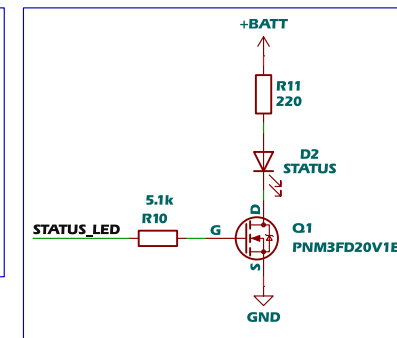 +BATT
R11
220
D2
STATUS
5.1k
R10
STATUS_LED
G
D
S
Q1
PNM3FD20V1E
GND